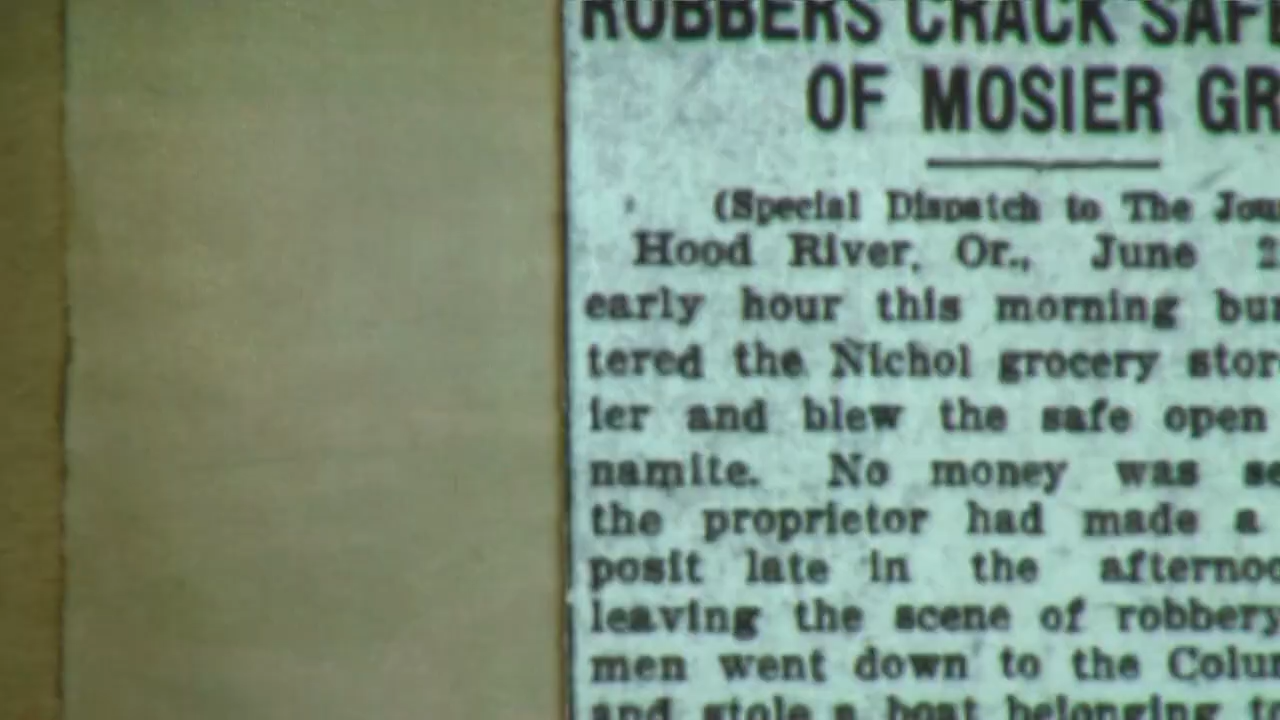 ROBBERS CRACK SAFE
OF MOSIER GR
(Special Dispatch to The Jou
Hood River, Or., June 2
early hour this morning bur
tered the Nichol grocery stor
ier and blew the safe open
namite. No money was se
the proprietor had made a
posit late in the afternoo
leaving the scene of robbery
men went down to the Colum
and stole a boat belonging to